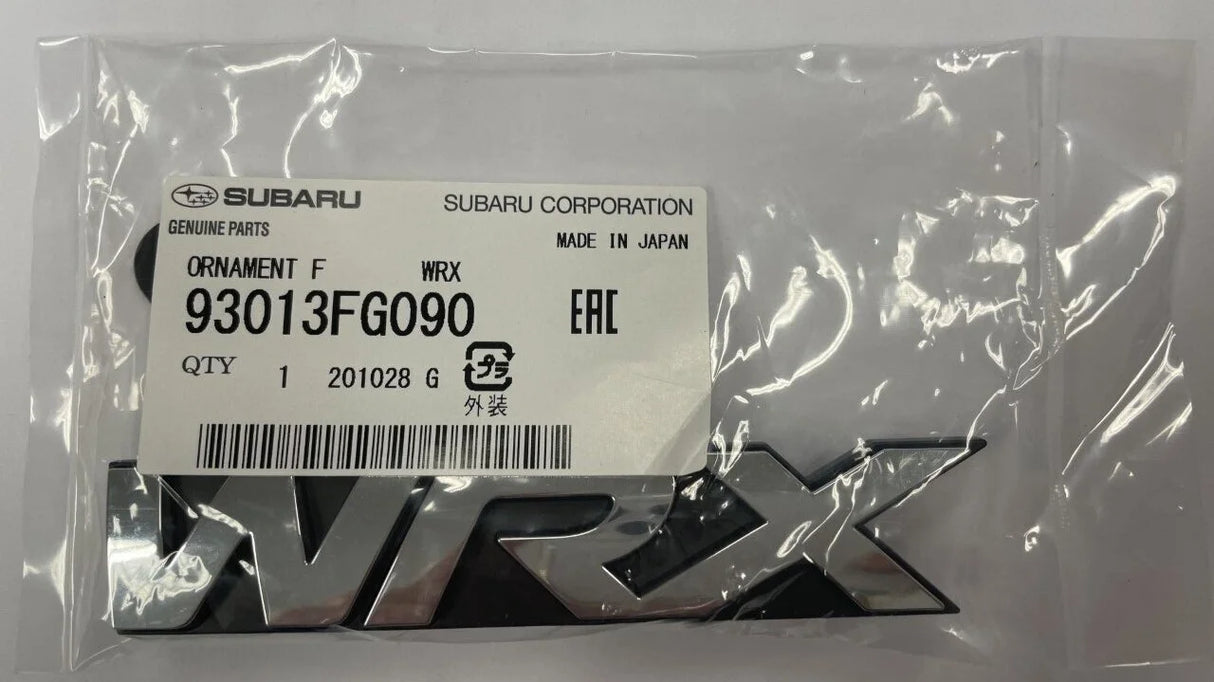 SUBARU
SUBARU CORPORATION
GENUINE PARTS
MADE IN JAPAN
ORNAMENT F WRX
93013FG090
EAC
QTY 1 201028 G プラ
外装
WRX